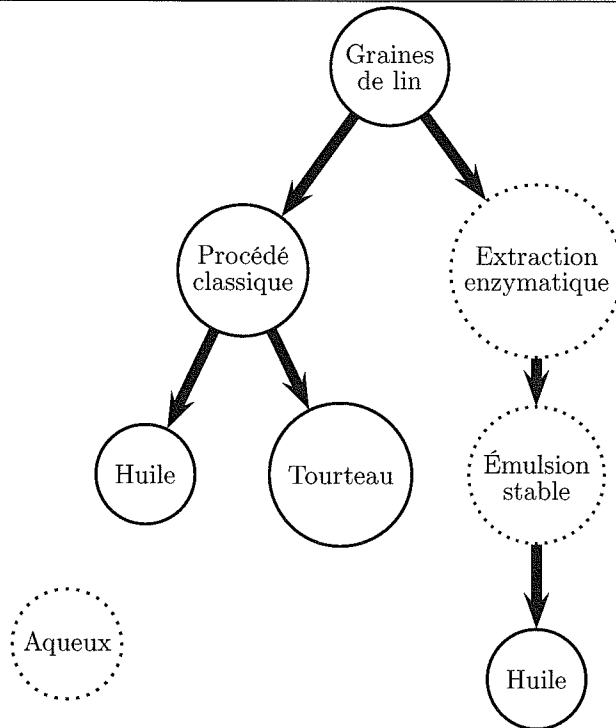 Graines
de lin
Procédé
classique
Extraction
enzymatique
Huile
Tourteau
Émulsion
stable
Aqueux
Huile